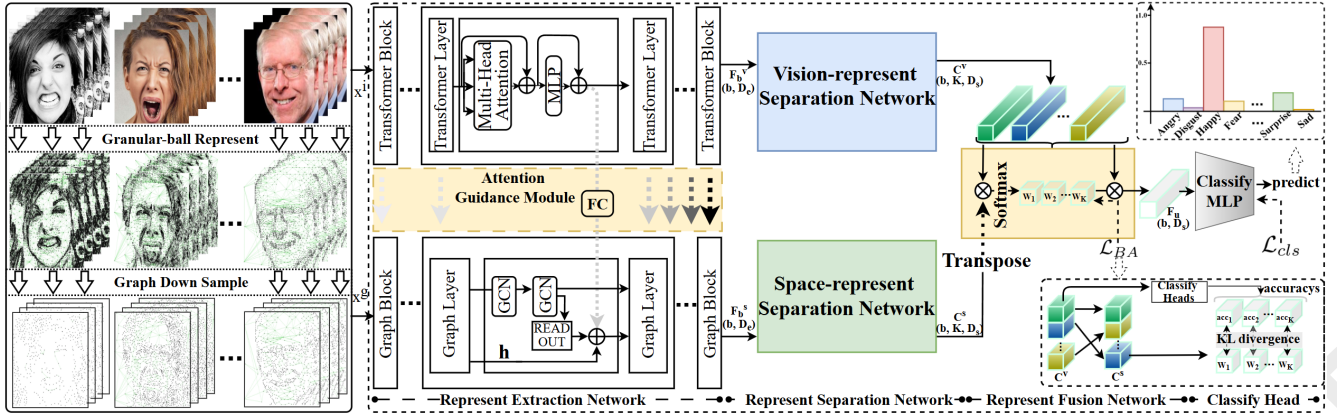 Granular-ball Represent
Graph Down Sample
x^i
x^g
Transformer Block
Transformer Layer
Multi-Head
Attention
MLP
Transformer Layer
Transformer Block
Attention
Guidance Module
FC
Graph Block
Graph Layer
GCN
GCN
READ
OUT
h
Graph Layer
Graph Block
F_b^v
(b, D_e)
Vision-represent
Separation Network
C^v
(b, K, D_s)
F_b^s
(b, D_e)
Space-represent
Separation Network
C^s
(b, K, D_s)
Transpose
Softmax
W_1 W_2 ... W_K
F_u
(b, D_s)
Classify
MLP
predict
L_BA
L_cls
1.0
0.5
Angry
Disgust
Happy
Fear
...
Surprise
Sad
Classify
Heads
accuracys
acc_1 acc_2 ... acc_K
KL divergence
W_1 W_2 ... W_K
C^v
C^s
Represent Extraction Network
Represent Separation Network
Represent Fusion Network
Classify Head